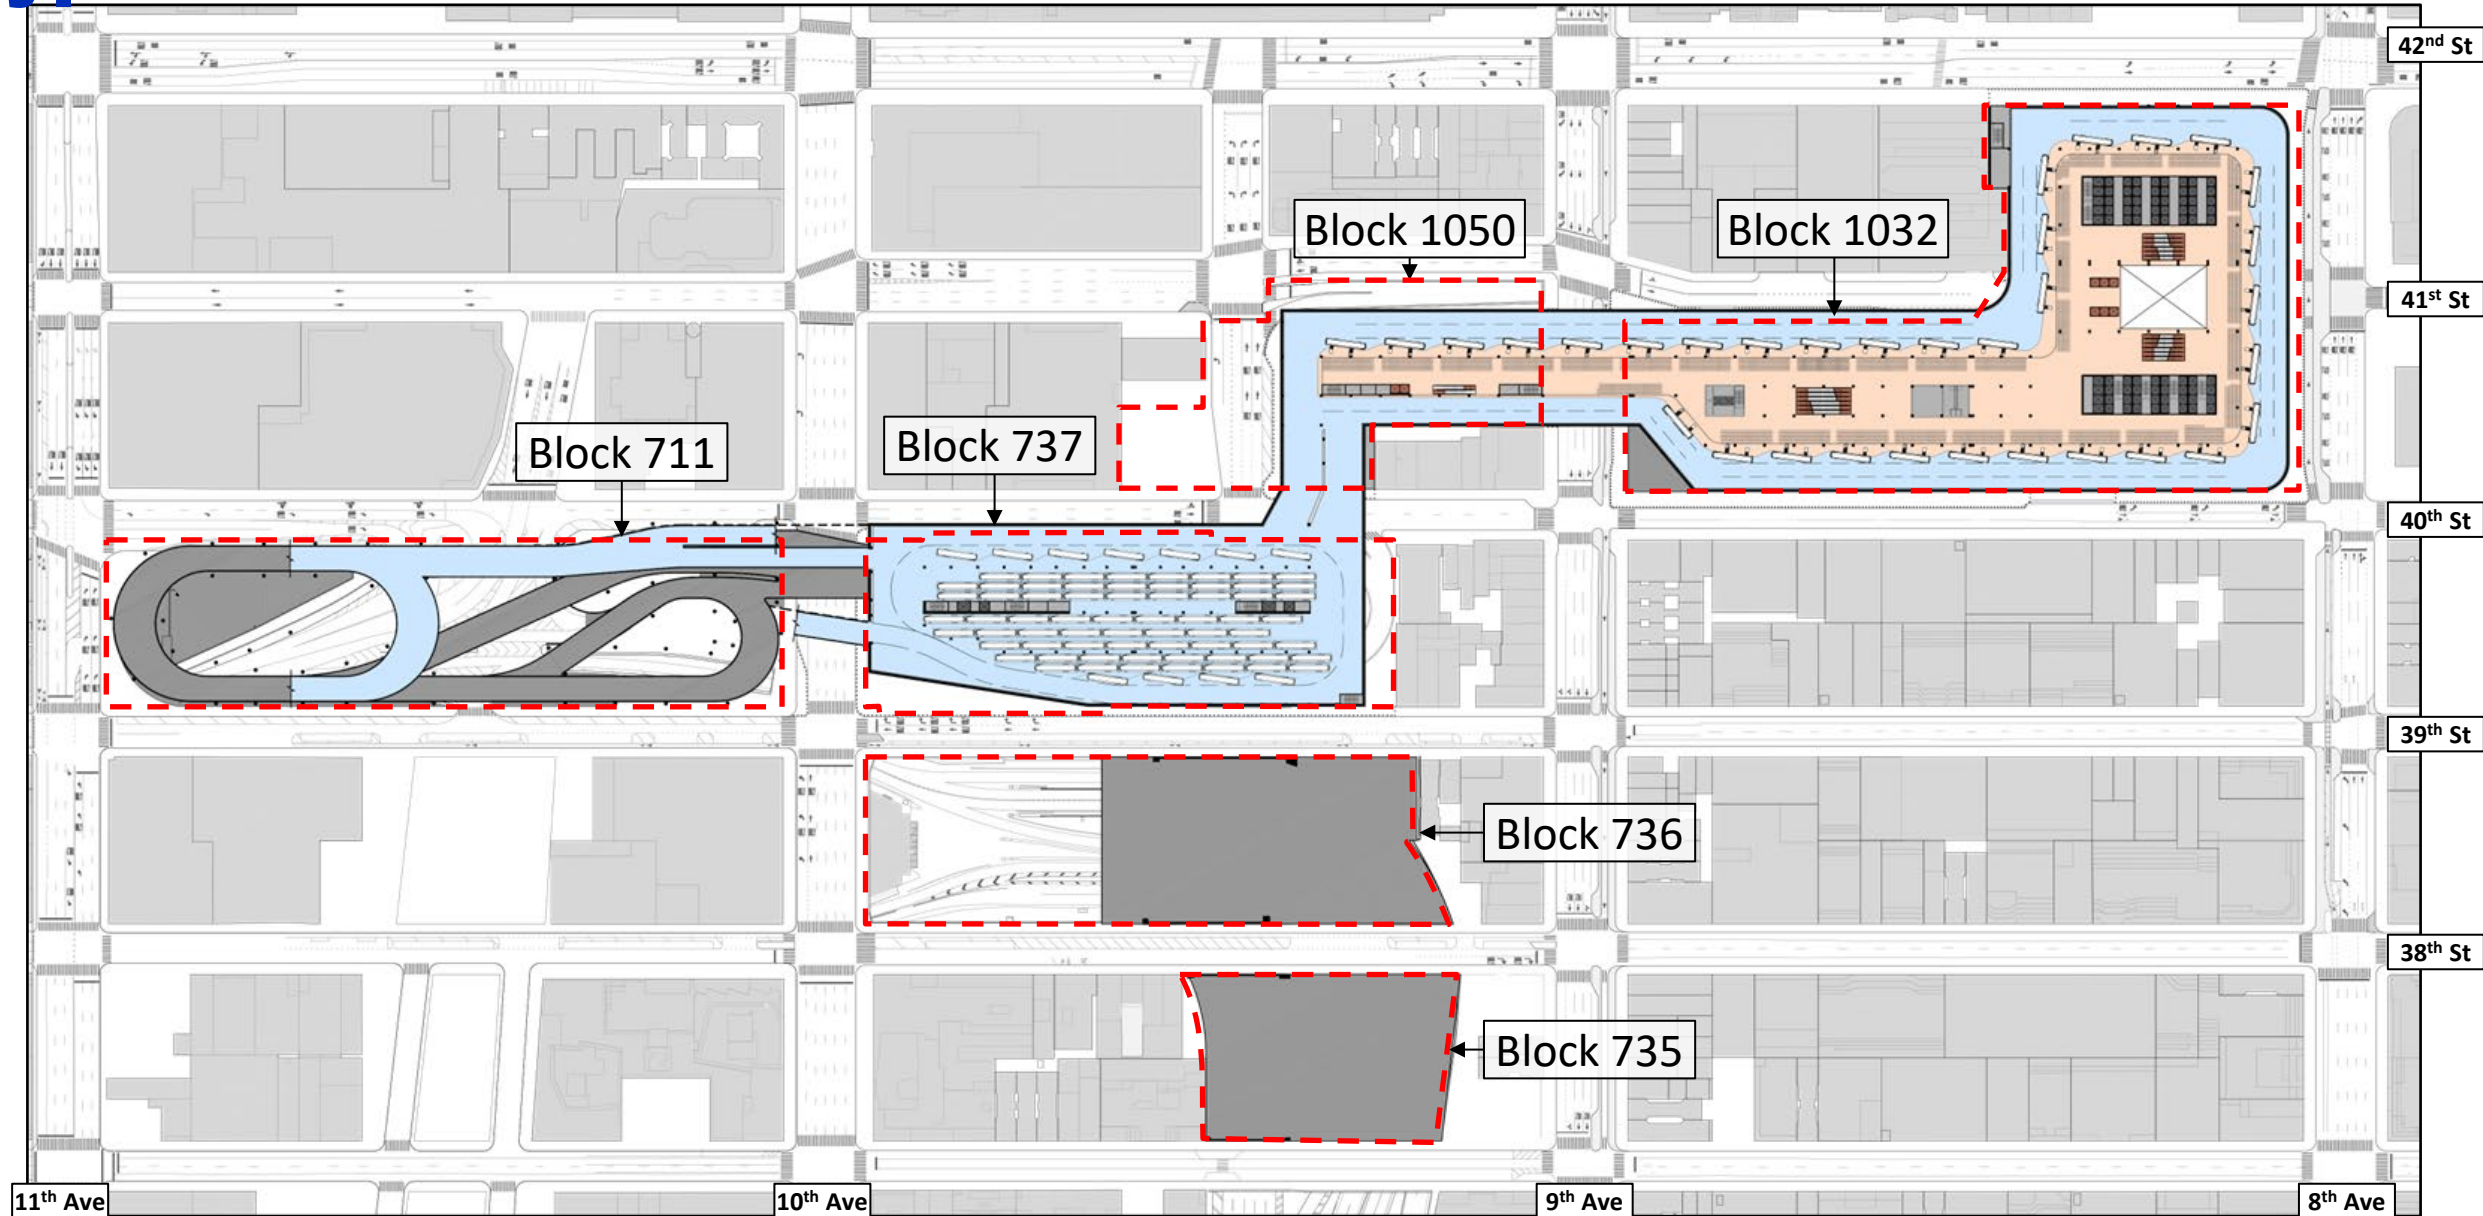 42nd St
Block 1050
Block 1032
41st St
Block 711
Block 737
40th St
39th St
Block 736
38th St
Block 735
11th Ave
10th Ave
9th Ave
8th Ave